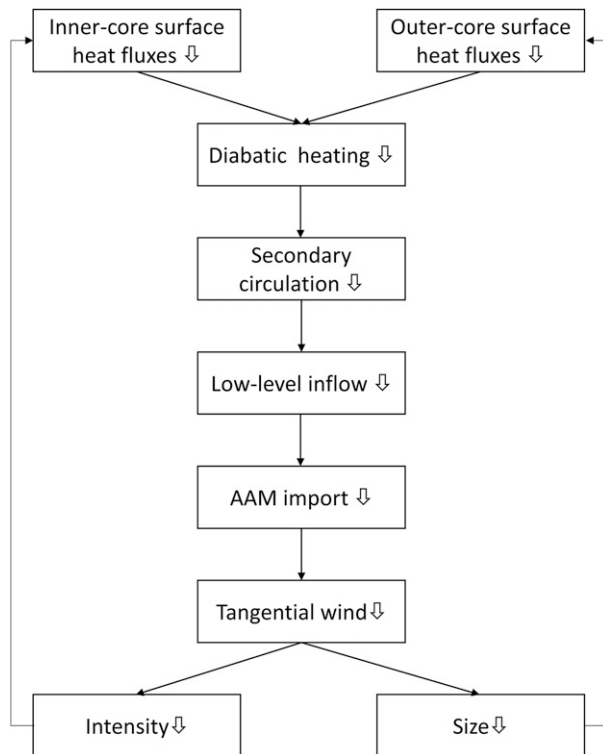 Inner-core surface
heat fluxes ⇩
Outer-core surface
heat fluxes ⇩
Diabatic heating ⇩
Secondary
circulation ⇩
Low-level inflow ⇩
AAM import ⇩
Tangential wind⇩
Intensity⇩
Size⇩